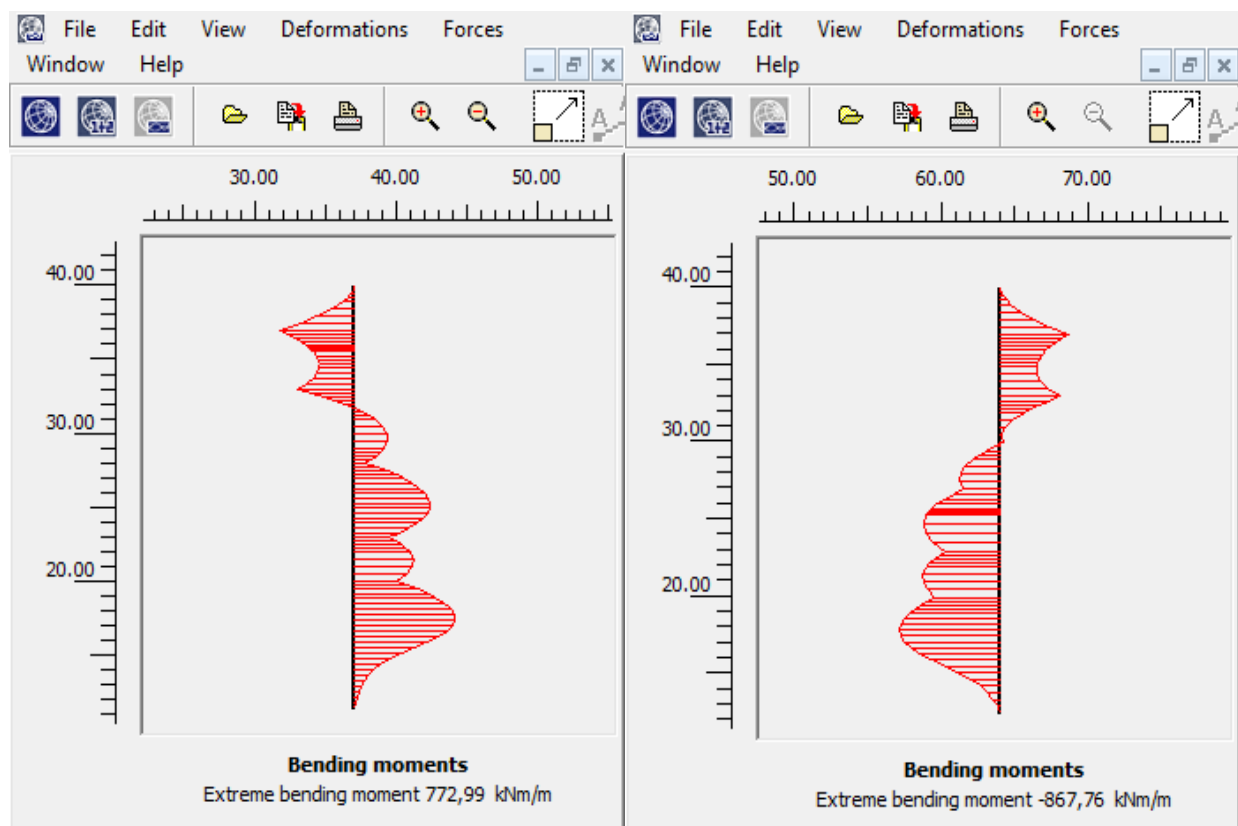 File Edit View Deformations Forces
Window Help
30.00 40.00 50.00
40.00
30.00
20.00
Bending moments
Extreme bending moment 772,99 kNm/m
File Edit View Deformations Forces
Window Help
50.00 60.00 70.00
40.00
30.00
20.00
Bending moments
Extreme bending moment -867,76 kNm/m